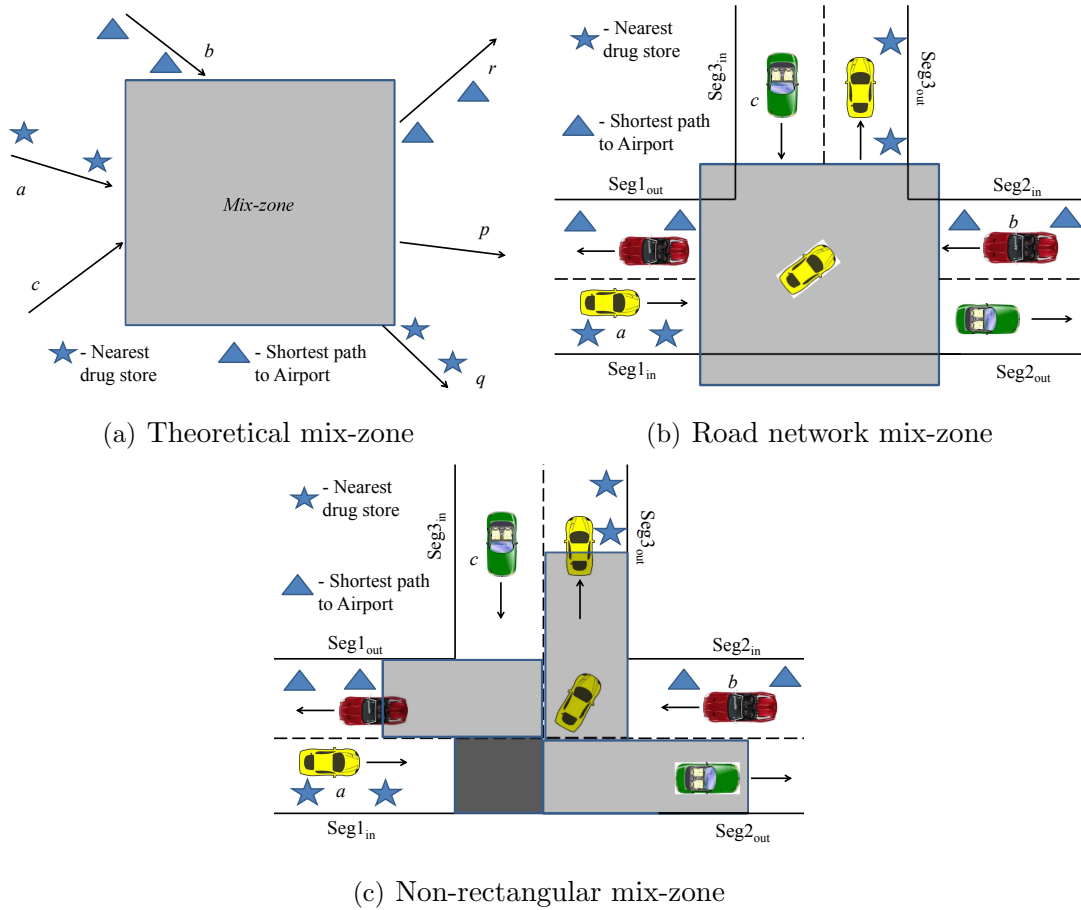 b
r
a
Mix-zone
p
c
- Nearest
drug store
- Shortest path
to Airport
q
(a) Theoretical mix-zone
- Nearest
drug store
- Shortest path
to Airport
Seg3in
c
Seg3out
Seg1out
Seg2in
b
a
Seg1in
Seg2out
(b) Road network mix-zone
- Nearest
drug store
- Shortest path
to Airport
Seg3in
c
Seg3out
Seg1out
Seg2in
b
a
Seg1in
Seg2out
(c) Non-rectangular mix-zone